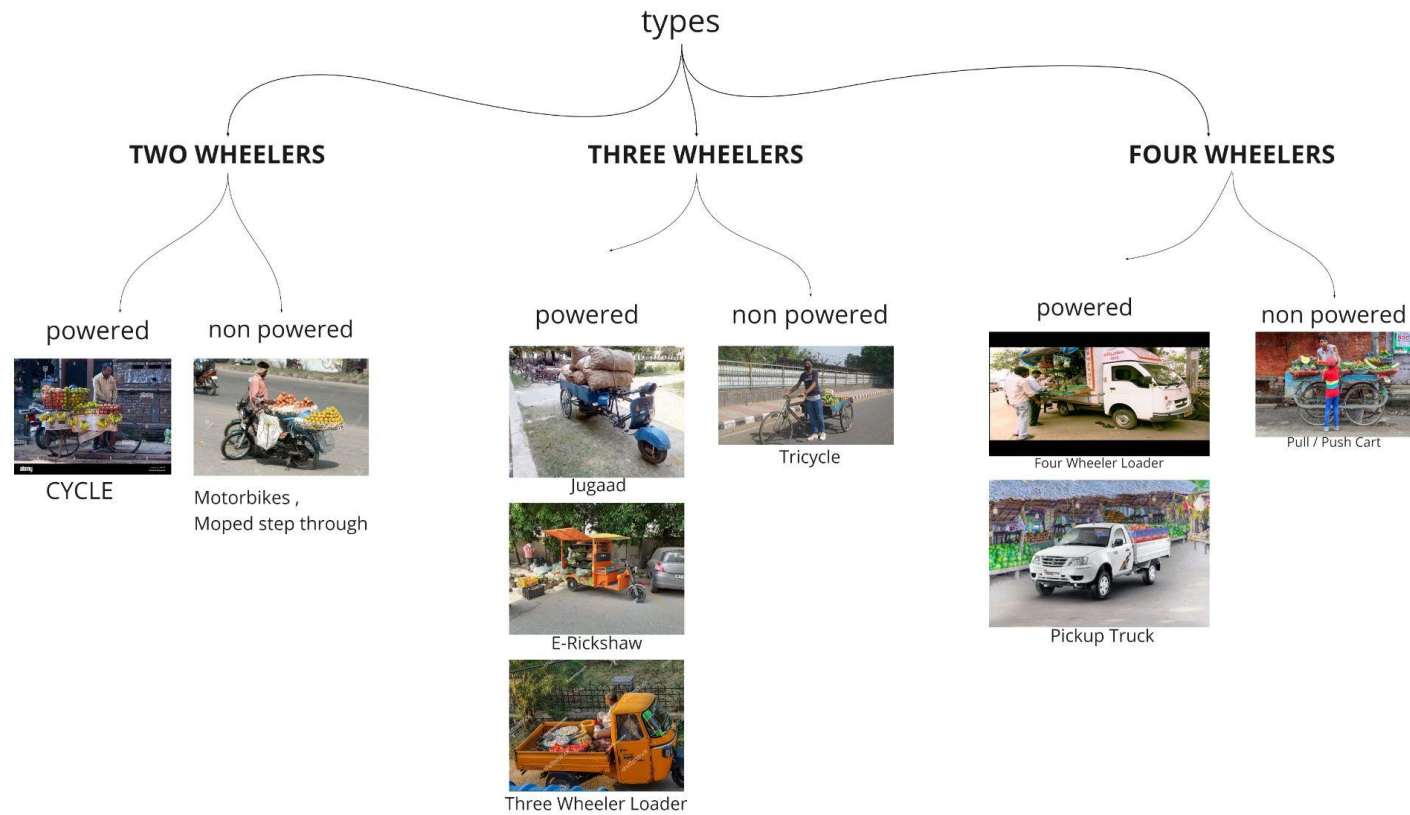 types
TWO WHEELERS
THREE WHEELERS
FOUR WHEELERS
powered
non powered
powered
non powered
powered
non powered
CYCLE
Motorbikes ,
Moped step through
Jugaad
Tricycle
Four Wheeler Loader
Pull / Push Cart
E-Rickshaw
Pickup Truck
Three Wheeler Loader
alamy